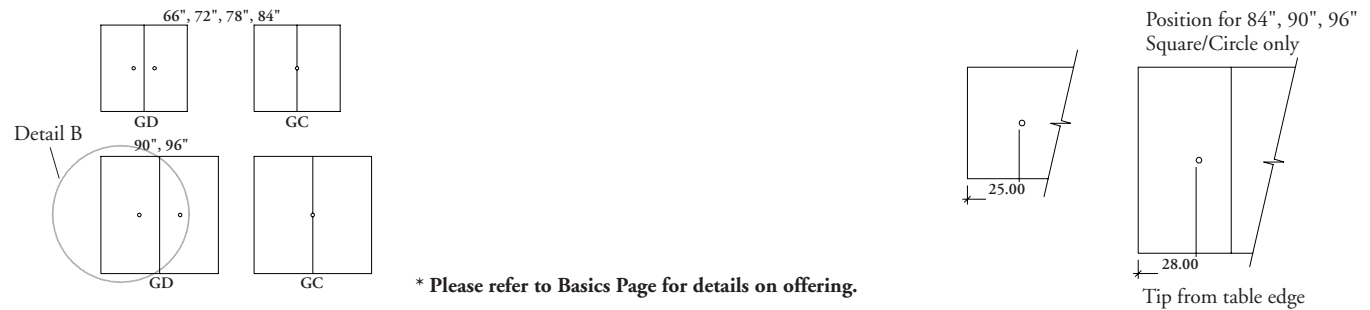 66", 72", 78", 84"
GD
GC
Detail B
90", 96"
GD
GC
* Please refer to Basics Page for details on offering.
25.00
Position for 84", 90", 96"
Square/Circle only
28.00
Tip from table edge